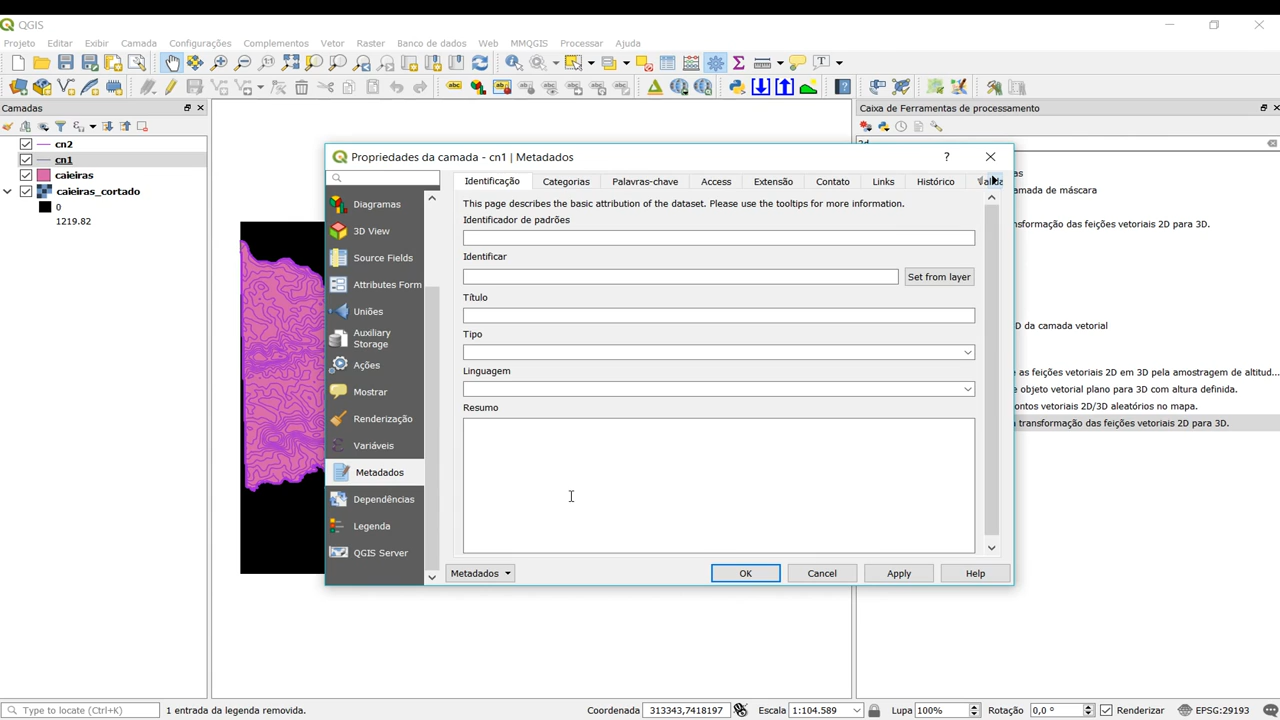 QGIS
Projeto Editar Exibir Camada Configurações Complementos Vetor Raster Banco de dados Web MMQGIS Processar Ajuda
Camadas
Caixa de Ferramentas de processamento
cn2
cn1
caieiras
caieiras_cortado
0
1219.82
Propriedades da camada - cn1 | Metadados
Diagramas
3D View
Source Fields
Attributes Form
Uniões
Auxiliary
Storage
Ações
Mostrar
Renderização
Variáveis
Metadados
Dependências
Legenda
QGIS Server
Identificação Categorias Palavras-chave Access Extensão Contato Links Histórico
This page describes the basic attribution of the dataset. Please use the tooltips for more information.
Identificador de padrões
Identificar
Set from layer
Título
Tipo
Linguagem
Resumo
Metadados OK Cancel Apply Help
amada de máscara
nsformação das feições vetoriais 2D para 3D.
D da camada vetorial
e as feições vetoriais 2D em 3D pela amostragem de altitud...
e objeto vetorial plano para 3D com altura definida.
ontos vetoriais 2D/3D aleatórios no mapa.
a transformação das feições vetoriais 2D para 3D.
Type to locate (Ctrl+K) 1 entrada da legenda removida. Coordenada 313343,7418197 Escala 1:104.589 Lupa 100% Rotação 0,0 ° Renderizar EPSG:29193